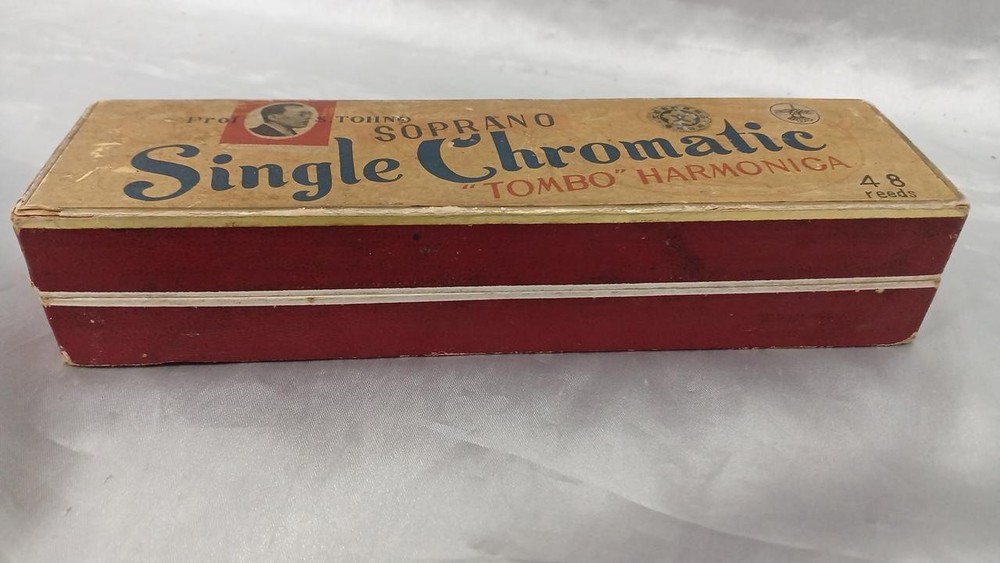 Prof S TOHNO
SOPRANO
Single Chromatic
"TOMBO" HARMONICA
48
reeds